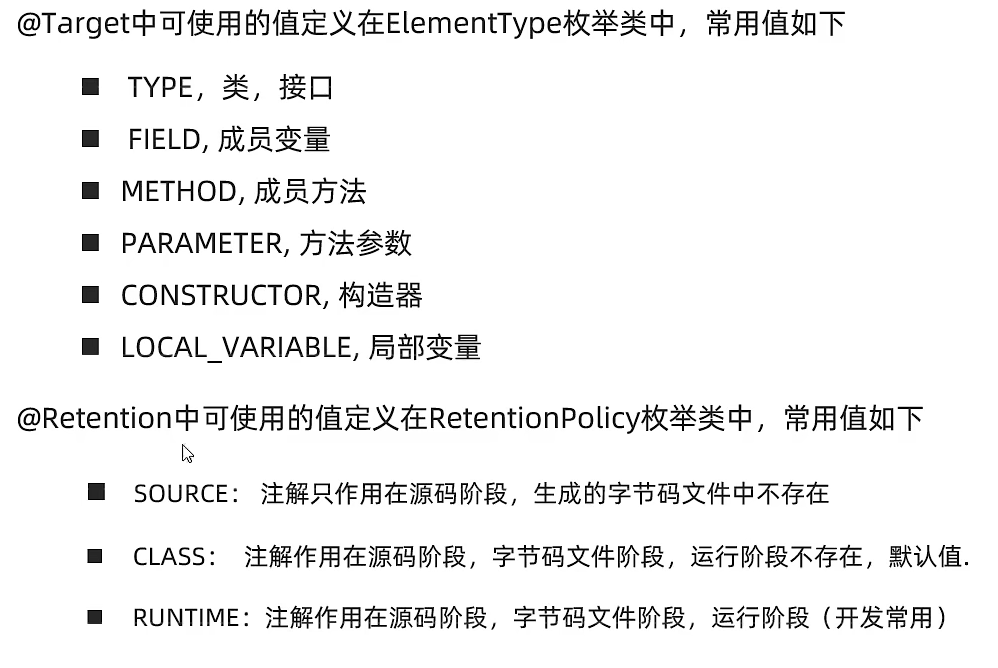 @Target中可使用的值定义在ElementType枚举类中，常用值如下
■ TYPE，类，接口
■ FIELD, 成员变量
■ METHOD, 成员方法
■ PARAMETER, 方法参数
■ CONSTRUCTOR, 构造器
■ LOCAL_VARIABLE, 局部变量
@Retention中可使用的值定义在RetentionPolicy枚举类中，常用值如下
■ SOURCE： 注解只作用在源码阶段，生成的字节码文件中不存在
■ CLASS： 注解作用在源码阶段，字节码文件阶段，运行阶段不存在，默认值.
■ RUNTIME：注解作用在源码阶段，字节码文件阶段，运行阶段（开发常用）